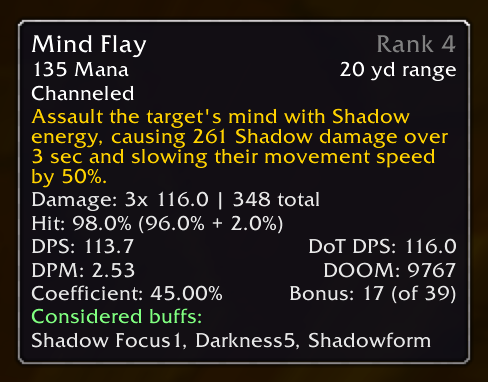 Mind Flay Rank 4
135 Mana 20 yd range
Channeled
Assault the target's mind with Shadow
energy, causing 261 Shadow damage over
3 sec and slowing their movement speed
by 50%.
Damage: 3x 116.0 | 348 total
Hit: 98.0% (96.0% + 2.0%)
DPS: 113.7 DoT DPS: 116.0
DPM: 2.53 DOOM: 9767
Coefficient: 45.00% Bonus: 17 (of 39)
Considered buffs:
Shadow Focus1, Darkness5, Shadowform